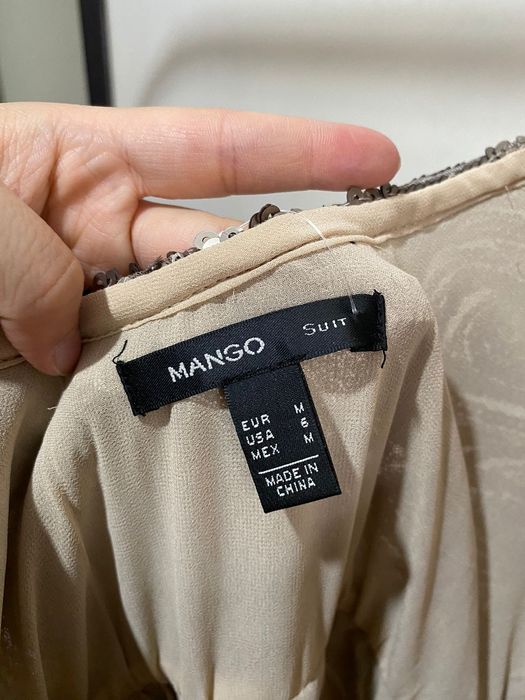 MANGO SUIT
EUR M
USA 6
MEX M
MADE IN
CHINA